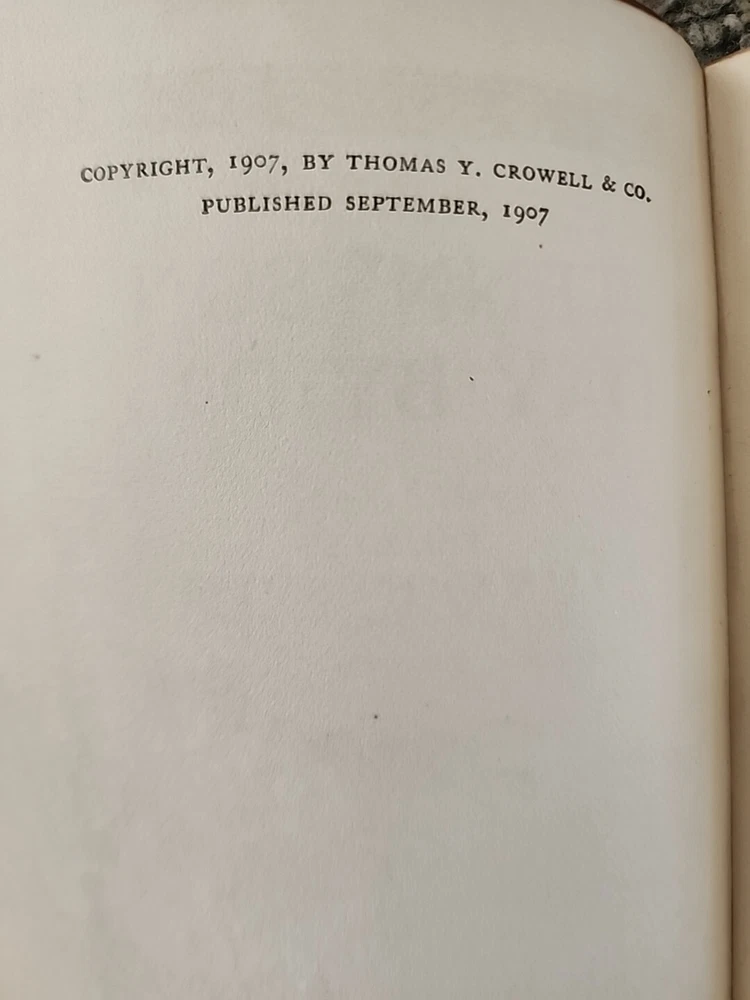 COPYRIGHT, 1907, BY THOMAS Y. CROWELL & CO.
PUBLISHED SEPTEMBER, 1907